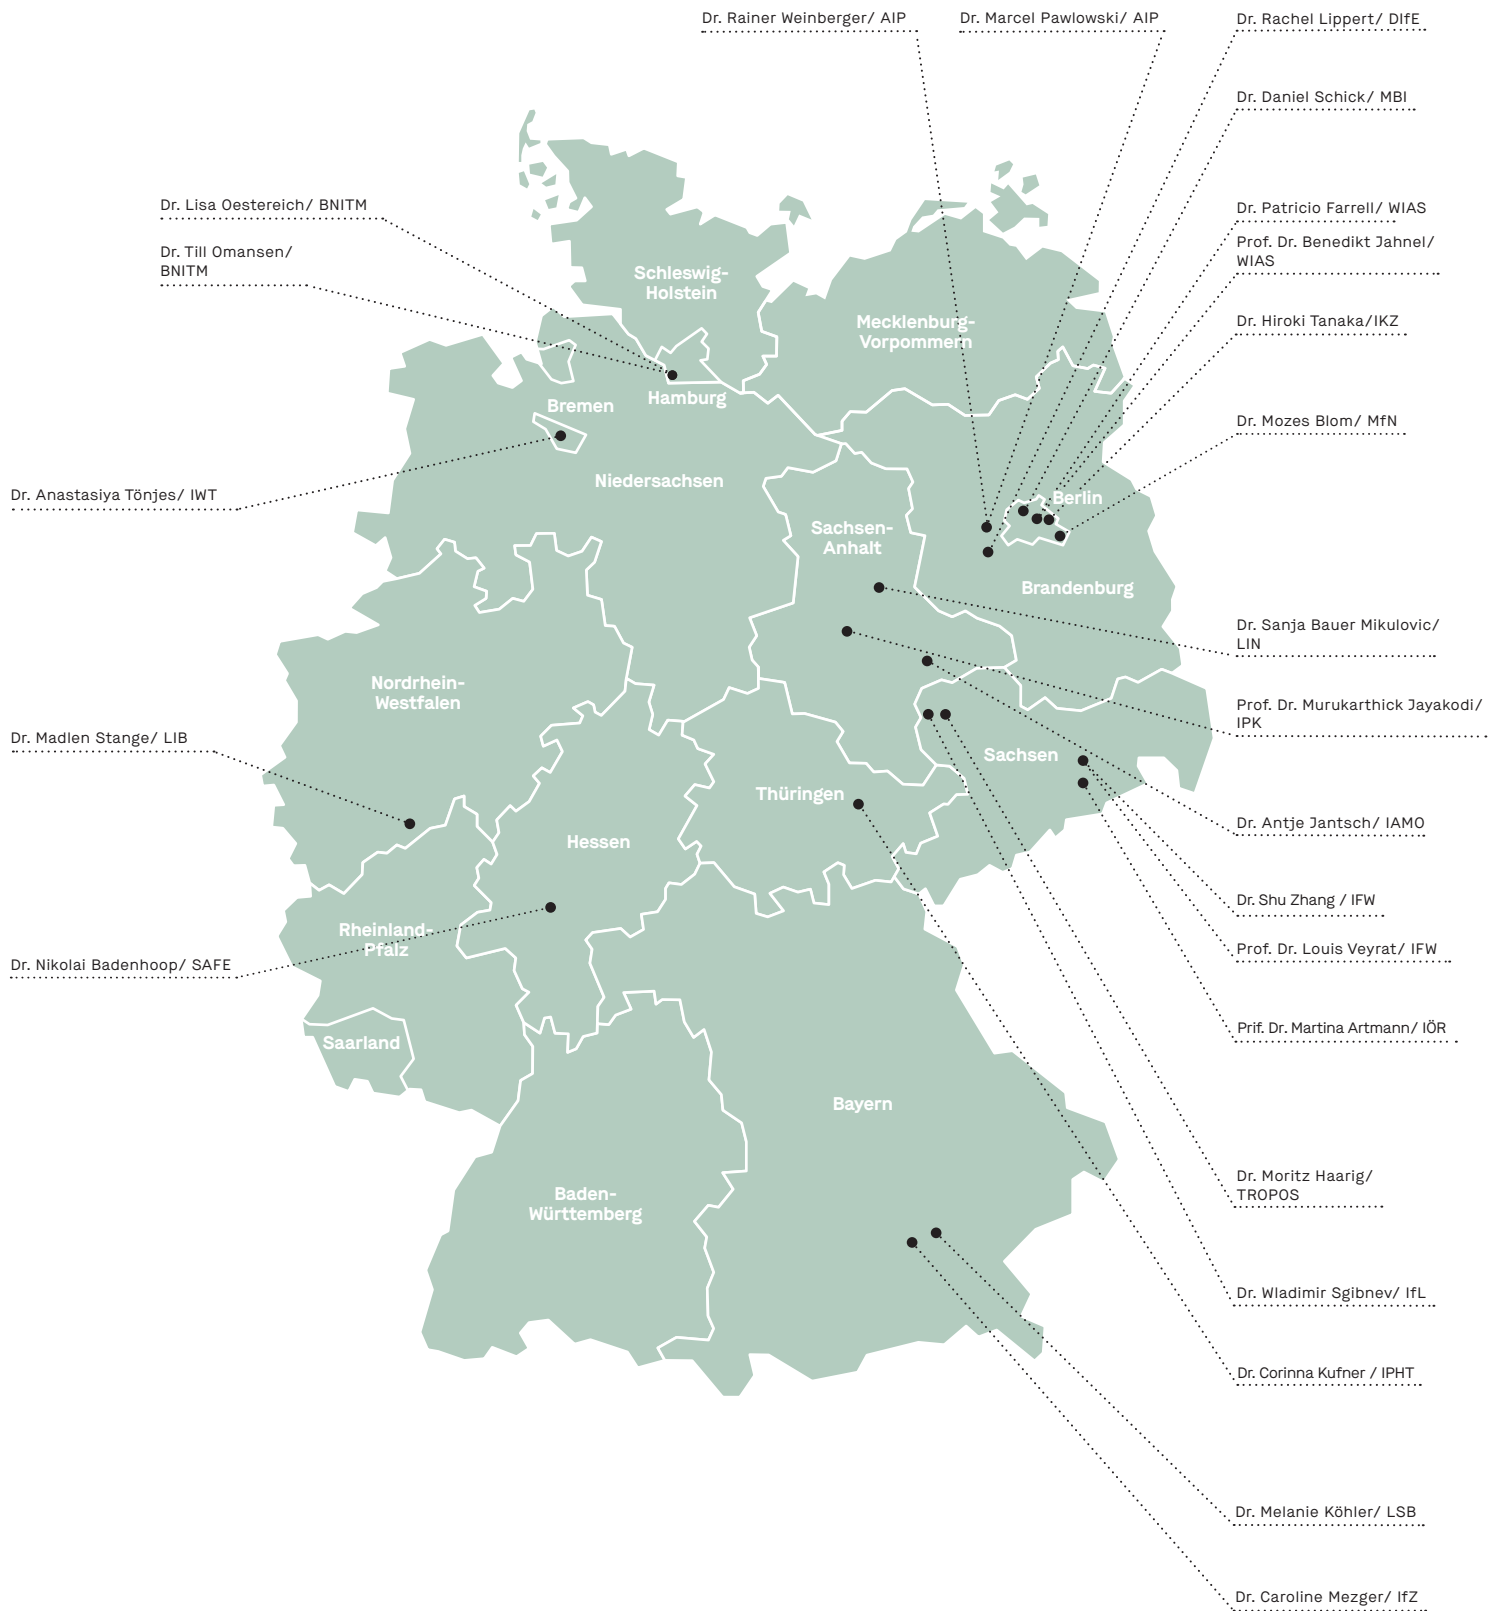 Dr. Rainer Weinberger/ AIP
Dr. Marcel Pawlowski/ AIP
Dr. Rachel Lippert/ DIfE
Dr. Daniel Schick/ MBI
Dr. Lisa Oestereich/ BNITM
Dr. Patricio Farrell/ WIAS
Dr. Till Omansen/
BNITM
Prof. Dr. Benedikt Jahnel/
WIAS
Schleswig-
Holstein
Mecklenburg-
Vorpommern
Dr. Hiroki Tanaka/IKZ
Hamburg
Bremen
Dr. Mozes Blom/ MfN
Niedersachsen
Dr. Anastasiya Tönjes/ IWT
Berlin
Sachsen-
Anhalt
Brandenburg
Dr. Sanja Bauer Mikulovic/
LIN
Nordrhein-
Westfalen
Prof. Dr. Murukarthick Jayakodi/
IPK
Dr. Madlen Stange/ LIB
Sachsen
Thüringen
Dr. Antje Jantsch/ IAMO
Hessen
Dr. Shu Zhang / IFW
Rheinland-
Pfalz
Prof. Dr. Louis Veyrat/ IFW
Dr. Nikolai Badenhoop/ SAFE
Prif. Dr. Martina Artmann/ IÖR
Saarland
Bayern
Dr. Moritz Haarig/
TROPOS
Baden-
Württemberg
Dr. Wladimir Sgibnev/ IfL
Dr. Corinna Kufner / IPHT
Dr. Melanie Köhler/ LSB
Dr. Caroline Mezger/ IfZ